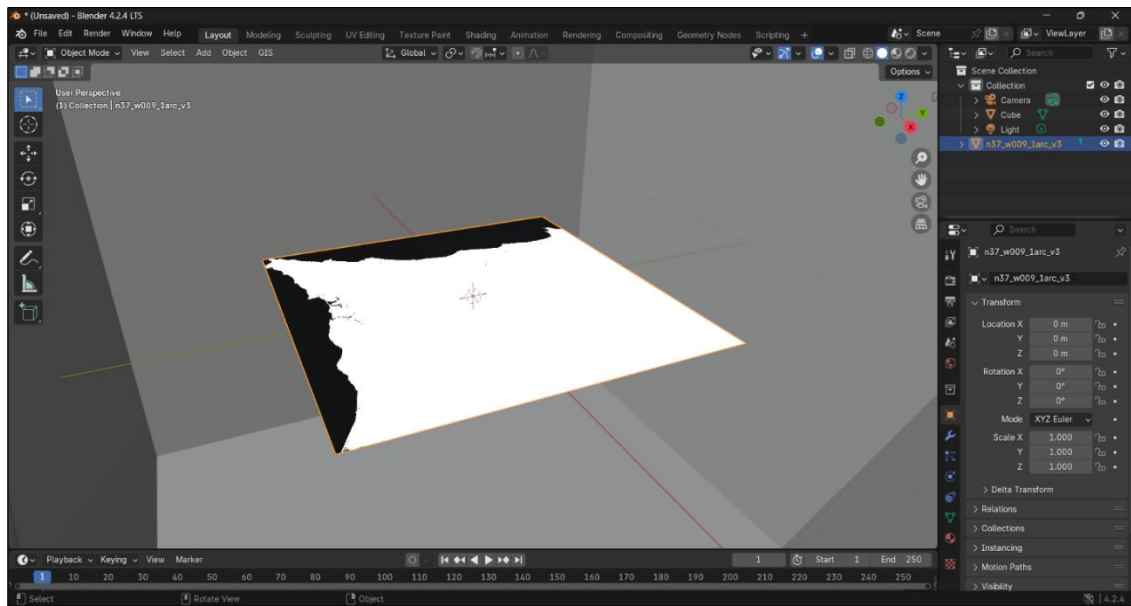 * (Unsaved) - Blender 4.2.4 LTS
File Edit Render Window Help Layout Modeling Sculpting UV Editing Texture Paint Shading Animation Rendering Compositing Geometry Nodes Scripting + Scene ViewLayer
Object Mode View Select Add Object GIS Global Search
Options
User Perspective
(1) Collection | n37_w009_1arc_v3
Z
Y
X
Scene Collection
Collection
Camera
Cube
Light
n37_w009_1arc_v3
Search
n37_w009_1arc_v3
n37_w009_1arc_v3
Transform
Location X 0 m
Y 0 m
Z 0 m
Rotation X 0°
Y 0°
Z 0°
Mode XYZ Euler
Scale X 1.000
Y 1.000
Z 1.000
Delta Transform
Relations
Collections
Instancing
Motion Paths
Visibility
Playback Keying View Marker 1 Start 1 End 250
1 10 20 30 40 50 60 70 80 90 100 110 120 130 140 150 160 170 180 190 200 210 220 230 240 250
Select Rotate View Object 4.2.4